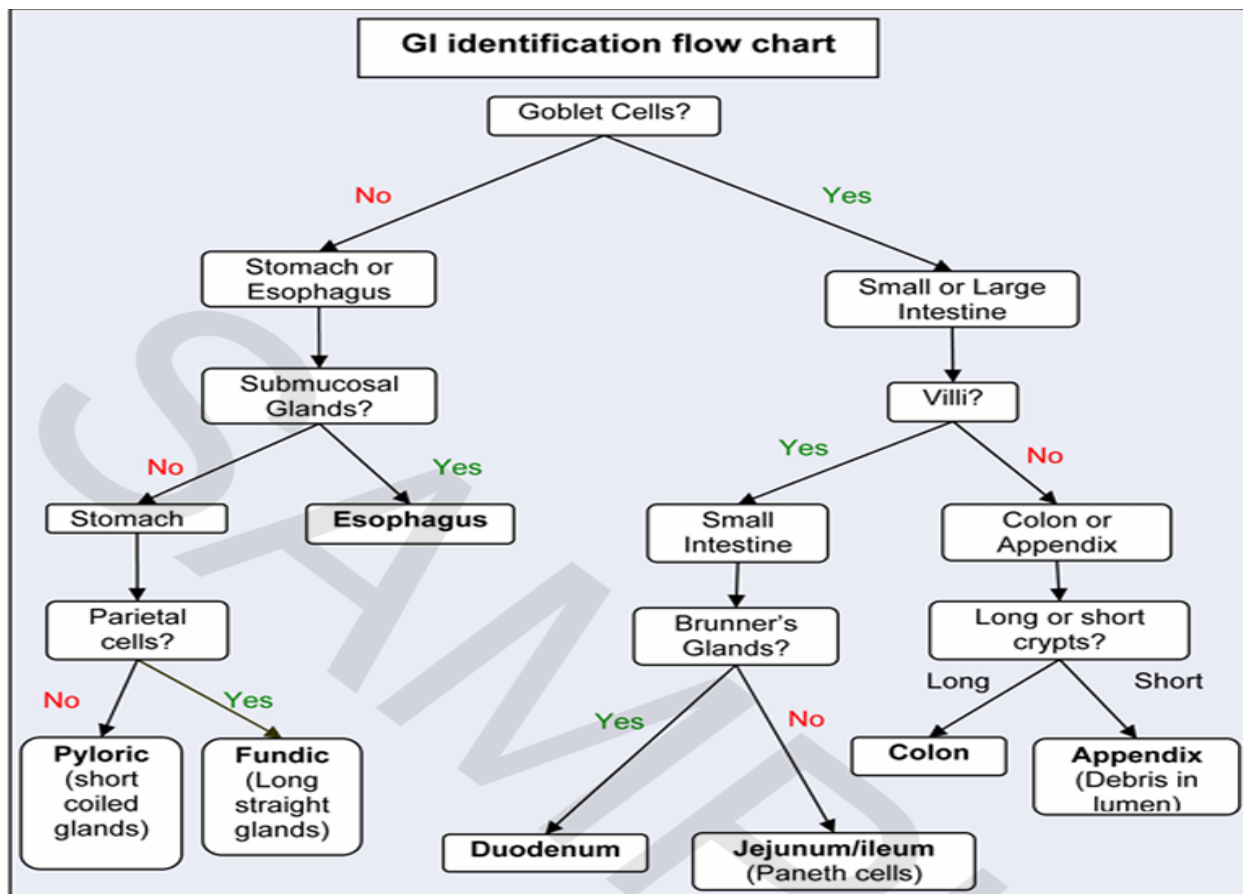 GI identification flow chart
Goblet Cells?
No
Yes
Stomach or
Esophagus
Small or Large
Intestine
Submucosal
Glands?
Villi?
No
Yes
Yes
No
Stomach
Esophagus
Small
Intestine
Colon or
Appendix
Parietal
cells?
Brunner's
Glands?
Long or short
crypts?
No
Yes
Yes
No
Long
Short
Pyloric
(short
coiled
glands)
Fundic
(Long
straight
glands)
Colon
Appendix
(Debris in
lumen)
Duodenum
Jejunum/ileum
(Paneth cells)